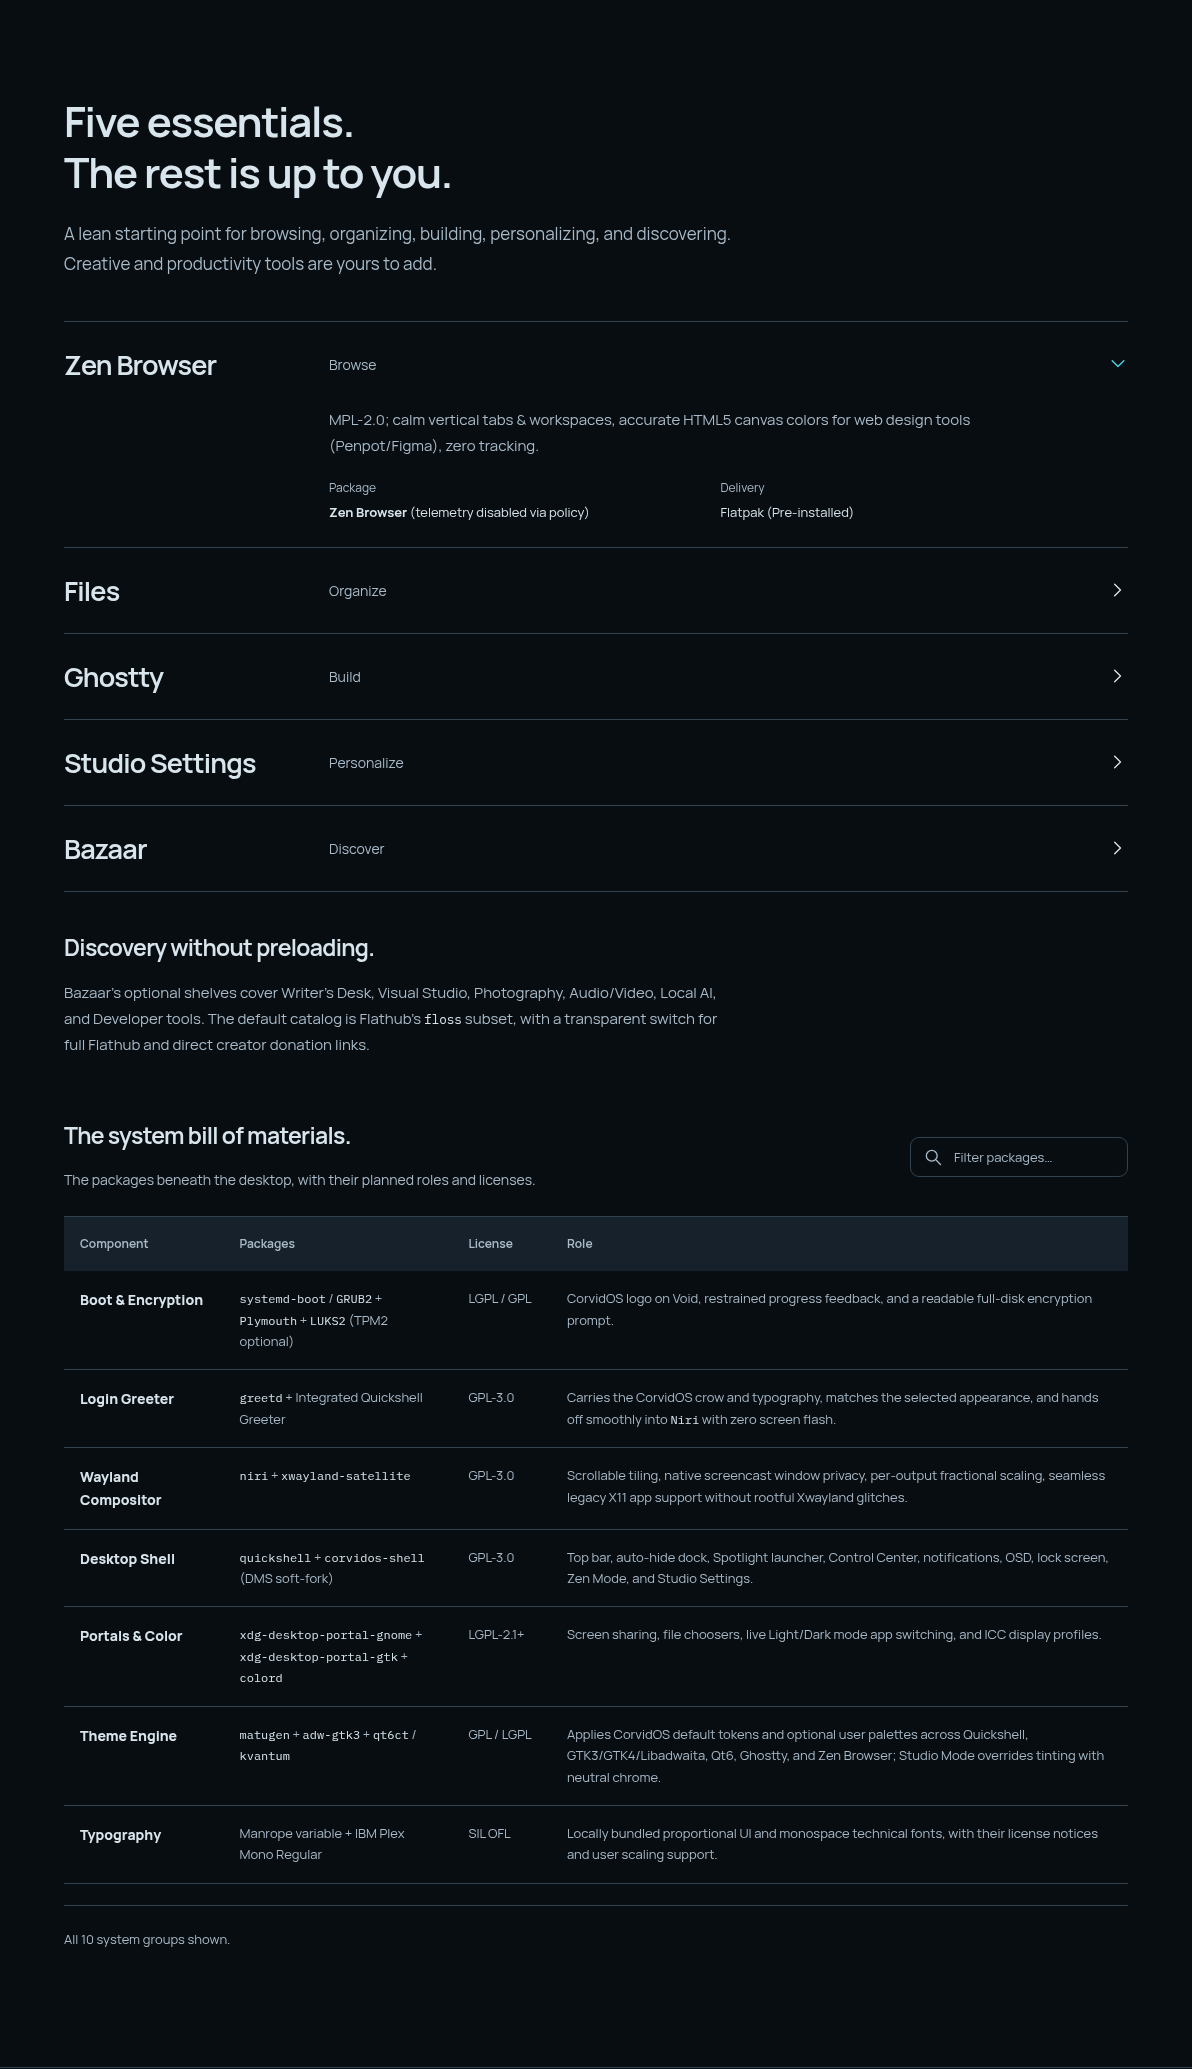 Five essentials.
The rest is up to you.
A lean starting point for browsing, organizing, building, personalizing, and discovering.
Creative and productivity tools are yours to add.
Zen Browser
Browse
MPL-2.0; calm vertical tabs & workspaces, accurate HTML5 canvas colors for web design tools
(Penpot/Figma), zero tracking.
Package
Delivery
Zen Browser (telemetry disabled via policy)
Flatpak (Pre-installed)
Files
Organize
Ghostty
Build
Studio Settings
Personalize
Bazaar
Discover
Discovery without preloading.
Bazaar's optional shelves cover Writer's Desk, Visual Studio, Photography, Audio/Video, Local AI,
and Developer tools. The default catalog is Flathub's floss subset, with a transparent switch for
full Flathub and direct creator donation links.
The system bill of materials.
Filter packages…
The packages beneath the desktop, with their planned roles and licenses.
Component
Packages
License
Role
Boot & Encryption
systemd-boot / GRUB2 +
Plymouth + LUKS2 (TPM2
optional)
LGPL / GPL
CorvidOS logo on Void, restrained progress feedback, and a readable full-disk encryption
prompt.
Login Greeter
greetd + Integrated Quickshell
Greeter
GPL-3.0
Carries the CorvidOS crow and typography, matches the selected appearance, and hands
off smoothly into Niri with zero screen flash.
Wayland
Compositor
niri + xwayland-satellite
GPL-3.0
Scrollable tiling, native screencast window privacy, per-output fractional scaling, seamless
legacy X11 app support without rootful Xwayland glitches.
Desktop Shell
quickshell + corvidos-shell
(DMS soft-fork)
GPL-3.0
Top bar, auto-hide dock, Spotlight launcher, Control Center, notifications, OSD, lock screen,
Zen Mode, and Studio Settings.
Portals & Color
xdg-desktop-portal-gnome +
xdg-desktop-portal-gtk +
colord
LGPL-2.1+
Screen sharing, file choosers, live Light/Dark mode app switching, and ICC display profiles.
Theme Engine
matugen + adw-gtk3 + qt6ct /
kvantum
GPL / LGPL
Applies CorvidOS default tokens and optional user palettes across Quickshell,
GTK3/GTK4/Libadwaita, Qt6, Ghostty, and Zen Browser; Studio Mode overrides tinting with
neutral chrome.
Typography
Manrope variable + IBM Plex
Mono Regular
SIL OFL
Locally bundled proportional UI and monospace technical fonts, with their license notices
and user scaling support.
All 10 system groups shown.